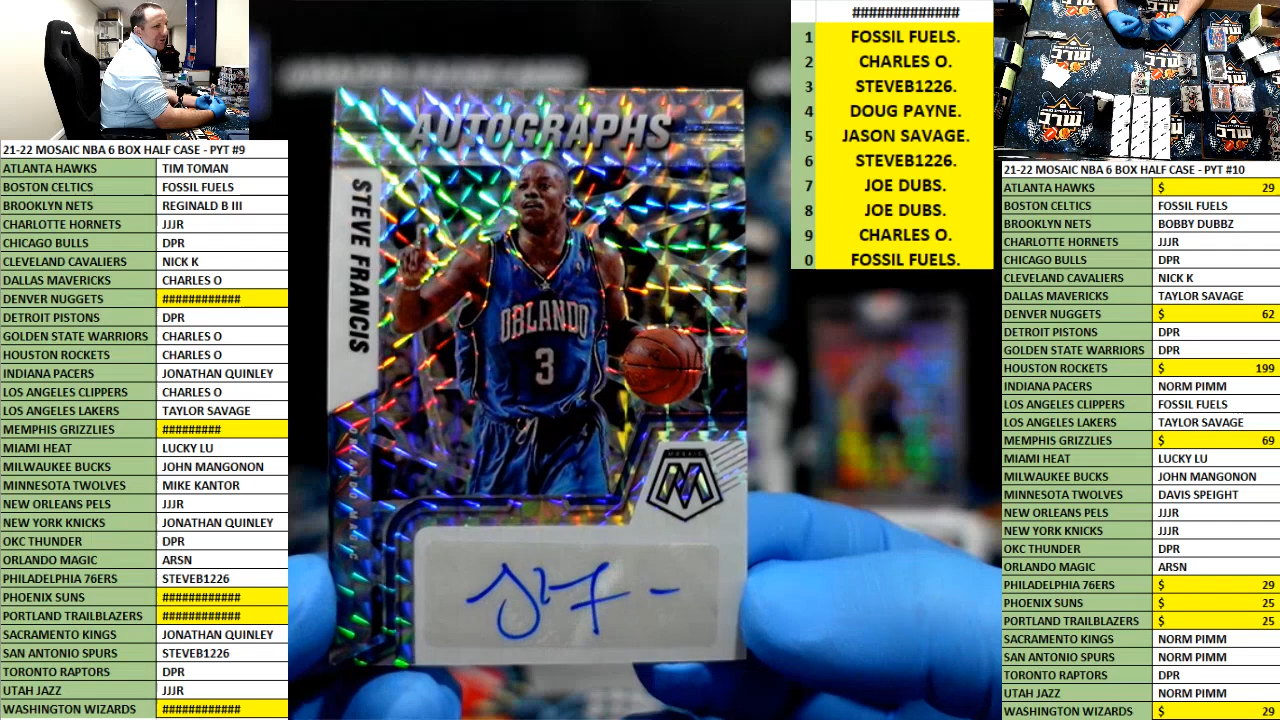 21-22 MOSAIC NBA 6 BOX HALF CASE - PYT #9
ATLANTA HAWKS TIM TOMAN
BOSTON CELTICS FOSSIL FUELS
BROOKLYN NETS REGINALD B III
CHARLOTTE HORNETS JJJR
CHICAGO BULLS DPR
CLEVELAND CAVALIERS NICK K
DALLAS MAVERICKS CHARLES O
DENVER NUGGETS ############
DETROIT PISTONS DPR
GOLDEN STATE WARRIORS CHARLES O
HOUSTON ROCKETS CHARLES O
INDIANA PACERS JONATHAN QUINLEY
LOS ANGELES CLIPPERS CHARLES O
LOS ANGELES LAKERS TAYLOR SAVAGE
MEMPHIS GRIZZLIES #########
MIAMI HEAT LUCKY LU
MILWAUKEE BUCKS JOHN MANGONON
MINNESOTA TWOLVES MIKE KANTOR
NEW ORLEANS PELS JJJR
NEW YORK KNICKS JONATHAN QUINLEY
OKC THUNDER DPR
ORLANDO MAGIC ARSN
PHILADELPHIA 76ERS STEVEB1226
PHOENIX SUNS ############
PORTLAND TRAILBLAZERS ############
SACRAMENTO KINGS JONATHAN QUINLEY
SAN ANTONIO SPURS STEVEB1226
TORONTO RAPTORS DPR
UTAH JAZZ JJJR
WASHINGTON WIZARDS ############
AUTOGRAPHS
STEVE FRANCIS
ORLANDO
3
ORLANDO MAGIC
MOSAIC
M
#############
1 FOSSIL FUELS.
2 CHARLES O.
3 STEVEB1226.
4 DOUG PAYNE.
5 JASON SAVAGE.
6 STEVEB1226.
7 JOE DUBS.
8 JOE DUBS.
9 CHARLES O.
0 FOSSIL FUELS.
MLC
21-22 MOSAIC NBA 6 BOX HALF CASE - PYT #10
ATLANTA HAWKS $ 29
BOSTON CELTICS FOSSIL FUELS
BROOKLYN NETS BOBBY DUBBZ
CHARLOTTE HORNETS JJJR
CHICAGO BULLS DPR
CLEVELAND CAVALIERS NICK K
DALLAS MAVERICKS TAYLOR SAVAGE
DENVER NUGGETS $ 62
DETROIT PISTONS DPR
GOLDEN STATE WARRIORS DPR
HOUSTON ROCKETS $ 199
INDIANA PACERS NORM PIMM
LOS ANGELES CLIPPERS FOSSIL FUELS
LOS ANGELES LAKERS TAYLOR SAVAGE
MEMPHIS GRIZZLIES $ 69
MIAMI HEAT LUCKY LU
MILWAUKEE BUCKS JOHN MANGONON
MINNESOTA TWOLVES DAVIS SPEIGHT
NEW ORLEANS PELS JJJR
NEW YORK KNICKS JJJR
OKC THUNDER DPR
ORLANDO MAGIC ARSN
PHILADELPHIA 76ERS $ 29
PHOENIX SUNS $ 25
PORTLAND TRAILBLAZERS $ 25
SACRAMENTO KINGS NORM PIMM
SAN ANTONIO SPURS NORM PIMM
TORONTO RAPTORS DPR
UTAH JAZZ NORM PIMM
WASHINGTON WIZARDS $ 29